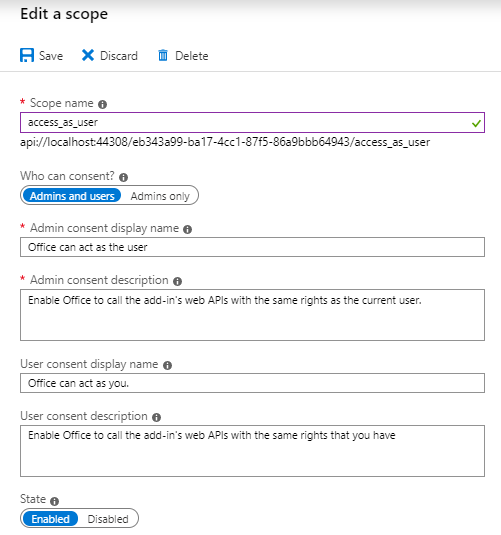 Edit a scope
Save Discard Delete
* Scope name
access_as_user
api://localhost:44308/eb343a99-ba17-4cc1-87f5-86a9bbb64943/access_as_user
Who can consent?
Admins and users Admins only
* Admin consent display name
Office can act as the user
* Admin consent description
Enable Office to call the add-in's web APIs with the same rights as the current user.
User consent display name
Office can act as you.
User consent description
Enable Office to call the add-in's web APIs with the same rights that you have
State
Enabled Disabled